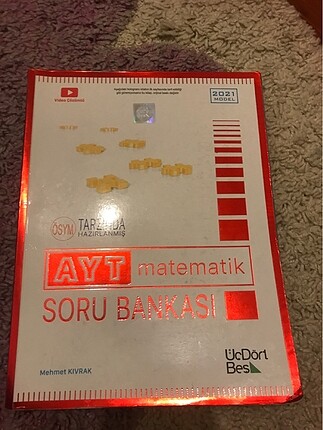 Video Çözümlü
2021
MODEL
ÖSYM
TARZINDA
HAZIRLANMIŞ
AYT matematik
SORU BANKASI
Mehmet KIVRAK
ÜçDört
Beş